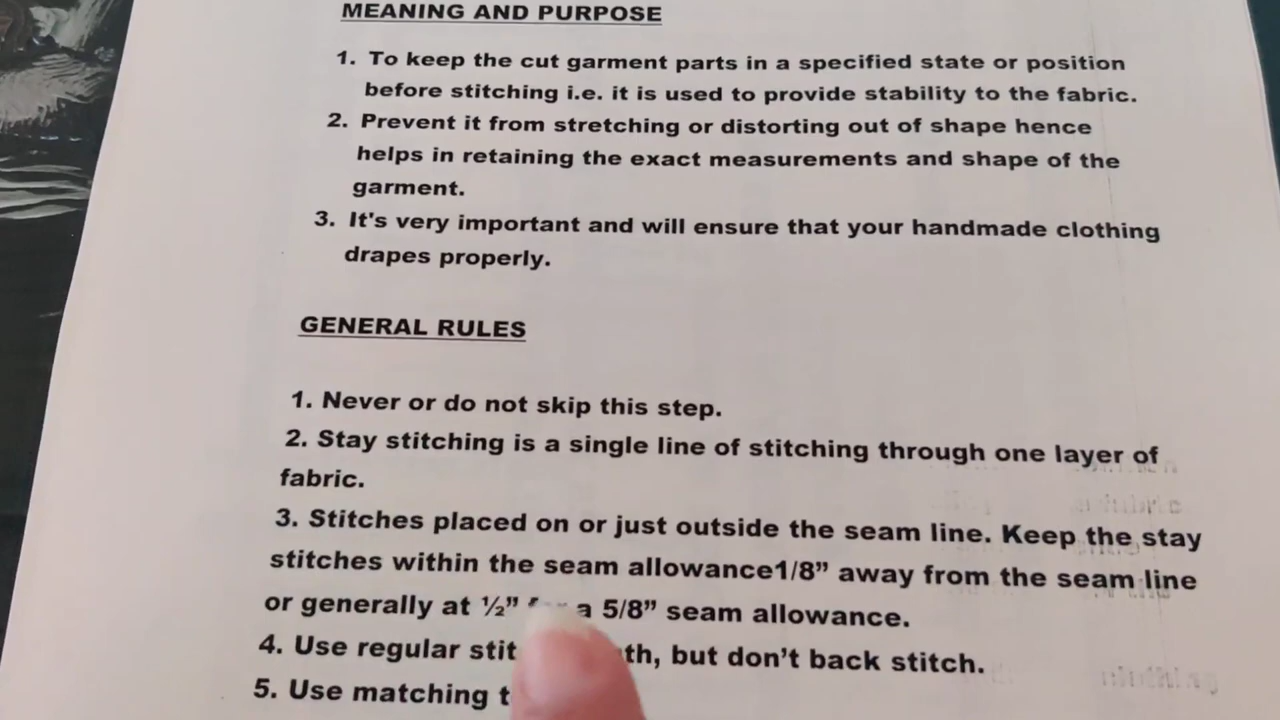 MEANING AND PURPOSE
1. To keep the cut garment parts in a specified state or position
before stitching i.e. it is used to provide stability to the fabric.
2. Prevent it from stretching or distorting out of shape hence
helps in retaining the exact measurements and shape of the
garment.
3. It's very important and will ensure that your handmade clothing
drapes properly.
GENERAL RULES
1. Never or do not skip this step.
2. Stay stitching is a single line of stitching through one layer of
fabric.
3. Stitches placed on or just outside the seam line. Keep the stay
stitches within the seam allowance1/8” away from the seam line
or generally at ½” a 5/8” seam allowance.
4. Use regular but don’t back stitch.
5. Use matching